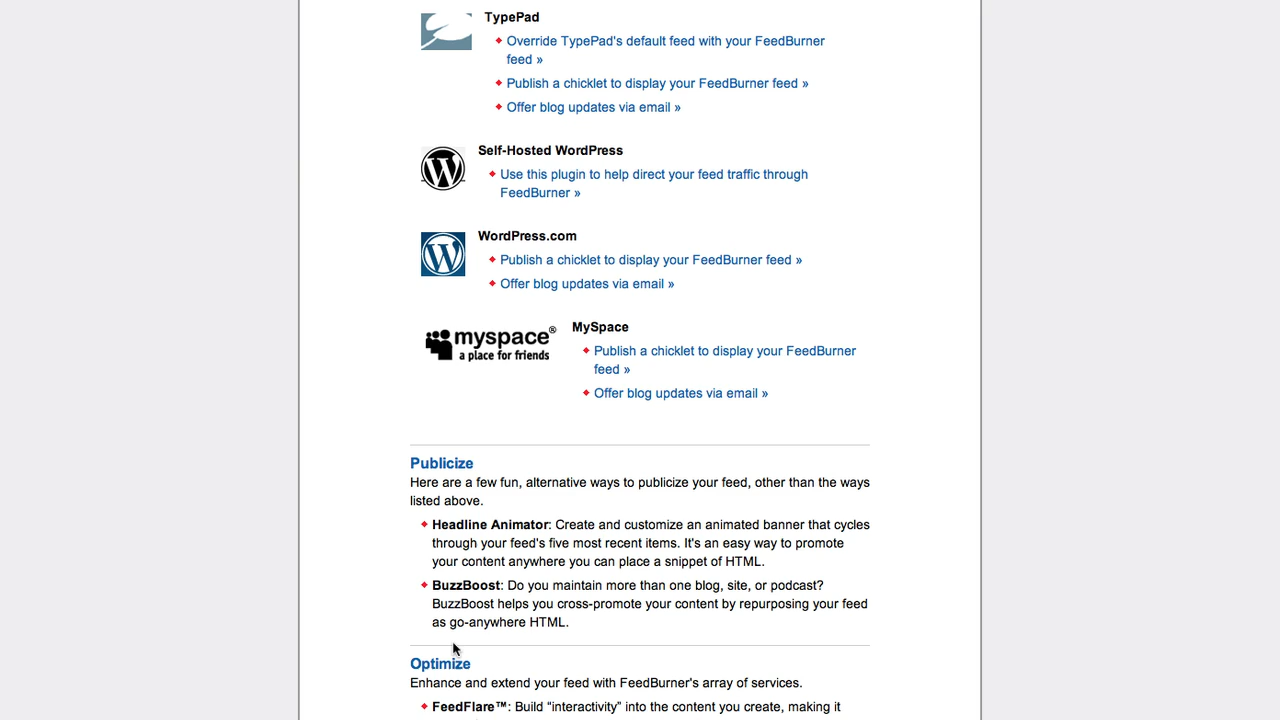 TypePad
Override TypePad's default feed with your FeedBurner
feed »
Publish a chicklet to display your FeedBurner feed »
Offer blog updates via email »
Self-Hosted WordPress
Use this plugin to help direct your feed traffic through
FeedBurner »
WordPress.com
Publish a chicklet to display your FeedBurner feed »
Offer blog updates via email »
myspace®
a place for friends
MySpace
Publish a chicklet to display your FeedBurner
feed »
Offer blog updates via email »
Publicize
Here are a few fun, alternative ways to publicize your feed, other than the ways
listed above.
Headline Animator: Create and customize an animated banner that cycles
through your feed's five most recent items. It's an easy way to promote
your content anywhere you can place a snippet of HTML.
BuzzBoost: Do you maintain more than one blog, site, or podcast?
BuzzBoost helps you cross-promote your content by repurposing your feed
as go-anywhere HTML.
Optimize
Enhance and extend your feed with FeedBurner's array of services.
FeedFlare™: Build “interactivity” into the content you create, making it